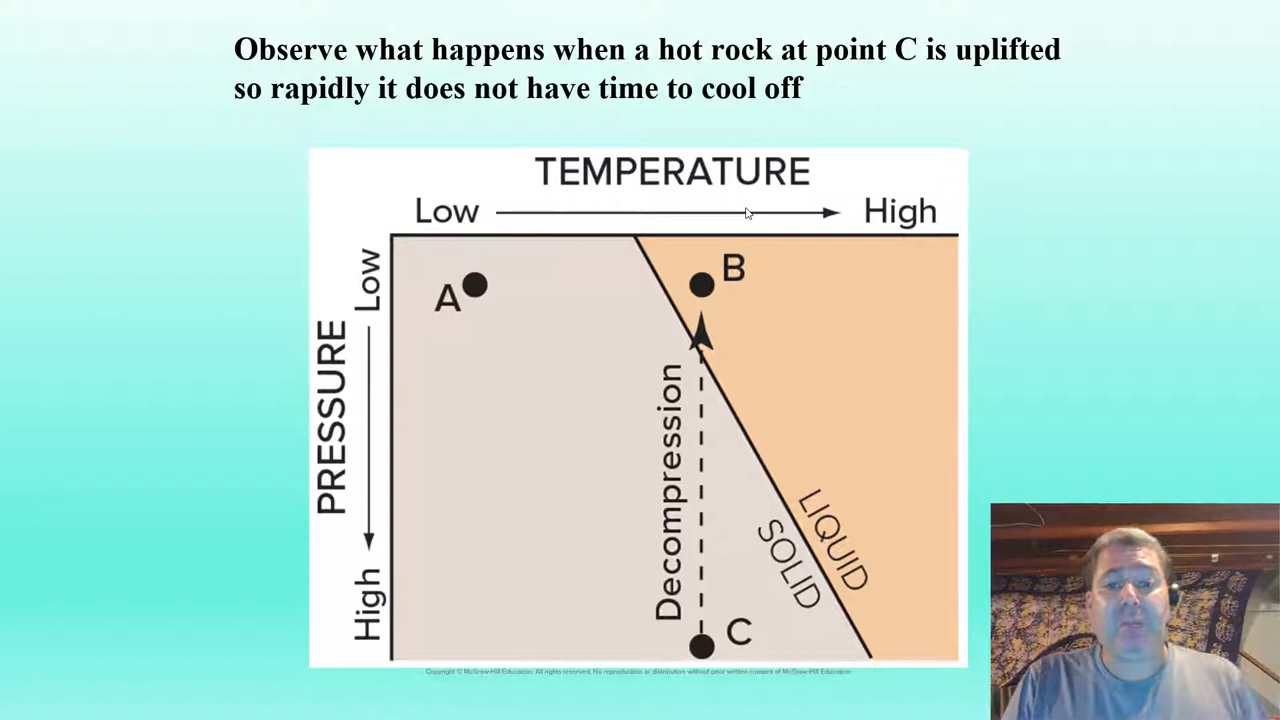 Observe what happens when a hot rock at point C is uplifted
so rapidly it does not have time to cool off
TEMPERATURE
Low
High
PRESSURE
Low
High
A
B
C
Decompression
SOLID
LIQUID
Copyright © McGraw-Hill Education. All rights reserved. No reproduction or distribution without prior written consent of McGraw-Hill Education